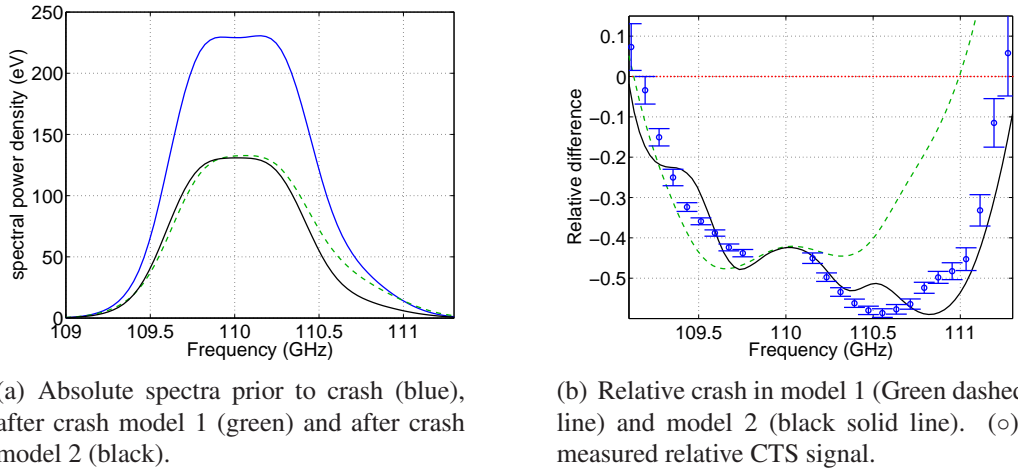 250
200
150
100
50
0
109
109.5
110
110.5
111
Frequency (GHz)
spectral power density (eV)
0.1
0
−0.1
−0.2
−0.3
−0.4
−0.5
109.5
110
110.5
111
Frequency (GHz)
Relative difference
(a) Absolute spectra prior to crash (blue),
after crash model 1 (green) and after crash
model 2 (black).
(b) Relative crash in model 1 (Green dashed
line) and model 2 (black solid line). (○)
measured relative CTS signal.